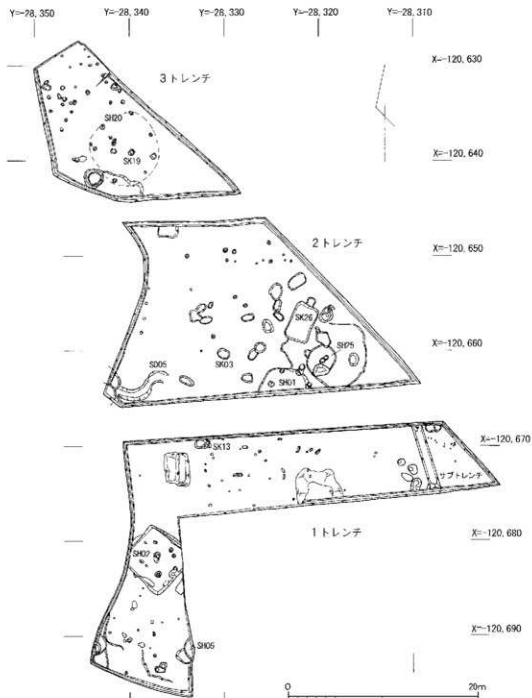 Y=-28,350 Y=-28,340 Y=-28,330 Y=-28,320 Y=-28,310
X=-120,630
3トレンチ
SH20
SK19
X=-120,640
2トレンチ
X=-120,650
SK26
SH25
X=-120,660
SK03
SD05
SH01
X=-120,670
SK13
サブトレンチ
1トレンチ
X=-120,680
SH02
X=-120,690
SH05
0 20m